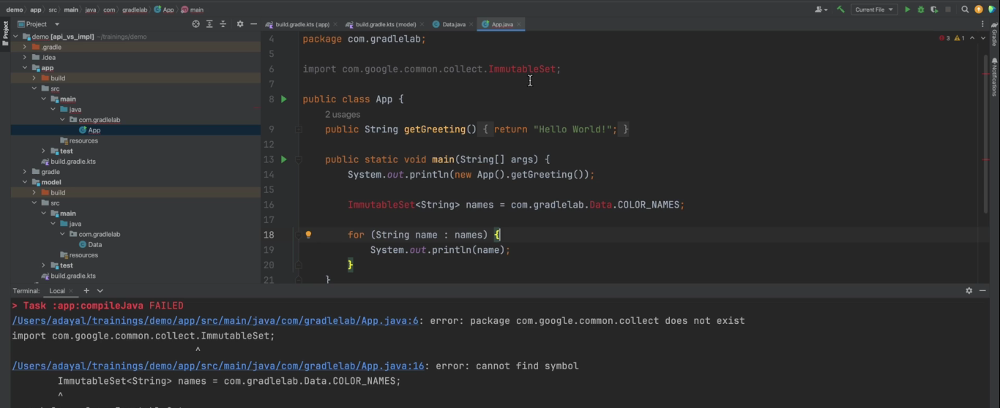 demo app src main java com gradlelab App main
Current File
Project
Project
build.gradle.kts (:app)
build.gradle.kts (:model)
Data.java
App.java
Gradle
Notifications
demo [api_vs_impl] ~/trainings/demo
.gradle
.idea
app
build
src
main
java
com.gradlelab
App
resources
test
build.gradle.kts
gradle
model
build
src
main
java
com.gradlelab
Data
resources
test
build.gradle.kts
3 1
4 package com.gradlelab;
5
6 import com.google.common.collect.ImmutableSet;
7
8 public class App {
2 usages
9 public String getGreeting() { return "Hello World!"; }
12
13 public static void main(String[] args) {
14 System.out.println(new App().getGreeting());
15
16 ImmutableSet<String> names = com.gradlelab.Data.COLOR_NAMES;
17
18 for (String name : names) {
19 System.out.println(name);
20 }
21 }
Terminal: Local
> Task :app:compileJava FAILED
/Users/adayal/trainings/demo/app/src/main/java/com/gradlelab/App.java:6: error: package com.google.common.collect does not exist
import com.google.common.collect.ImmutableSet;
^
/Users/adayal/trainings/demo/app/src/main/java/com/gradlelab/App.java:16: error: cannot find symbol
ImmutableSet<String> names = com.gradlelab.Data.COLOR_NAMES;
^